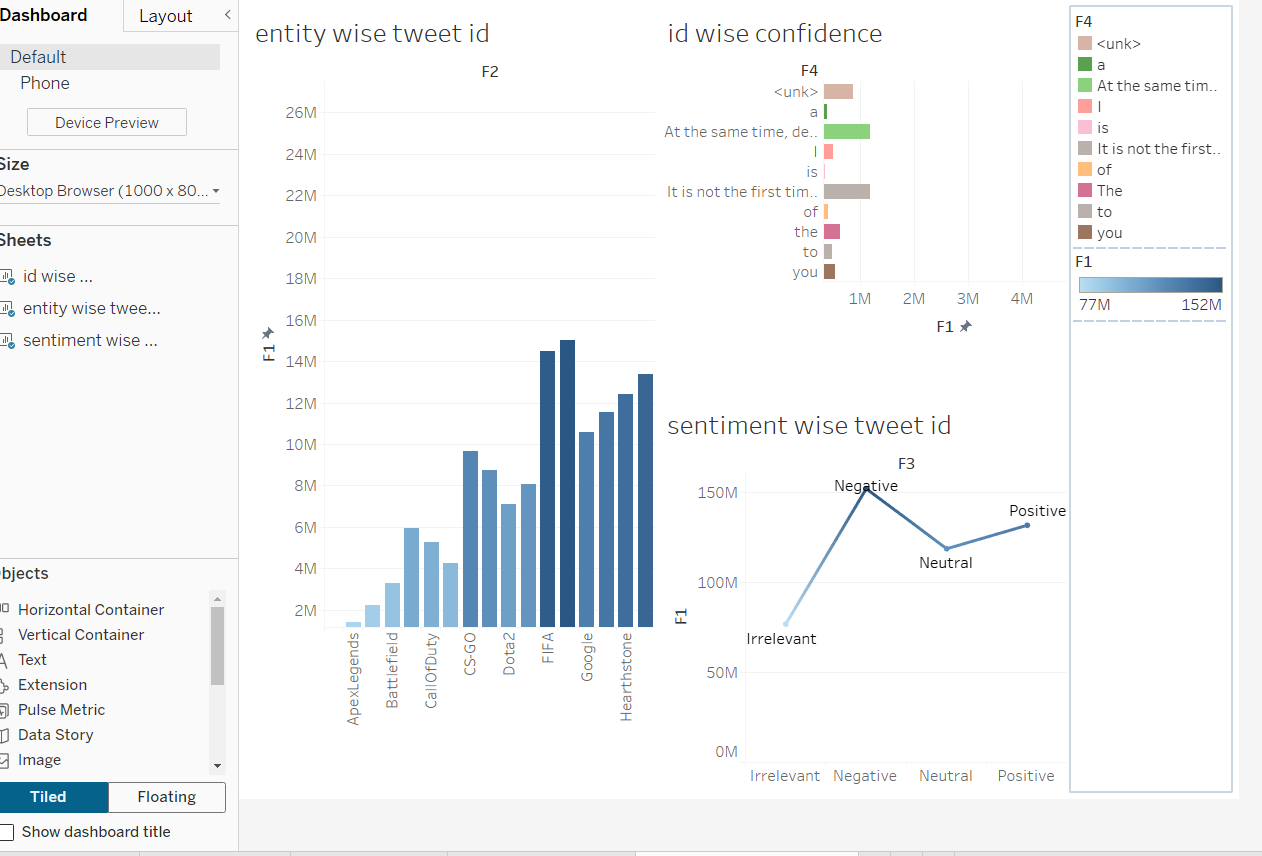 Dashboard
Layout
Default
Phone
Device Preview
Size
Desktop Browser (1000 x 80...
Sheets
id wise ...
entity wise twee...
sentiment wise ...
Objects
Horizontal Container
Vertical Container
Text
Extension
Pulse Metric
Data Story
Image
Tiled
Floating
Show dashboard title
entity wise tweet id
F2
26M
24M
22M
20M
18M
16M
14M
12M
10M
8M
6M
4M
2M
F1
ApexLegends
Battlefield
CallOfDuty
CS-GO
Dota2
FIFA
Google
Hearthstone
id wise confidence
F4
<unk>
a
At the same time, de..
I
is
It is not the first tim..
of
the
to
you
1M
2M
3M
4M
F1
sentiment wise tweet id
F3
150M
100M
50M
0M
F1
Negative
Positive
Neutral
Irrelevant
Irrelevant
Negative
Neutral
Positive
F4
<unk>
a
At the same tim..
I
is
It is not the first..
of
The
to
you
F1
77M
152M